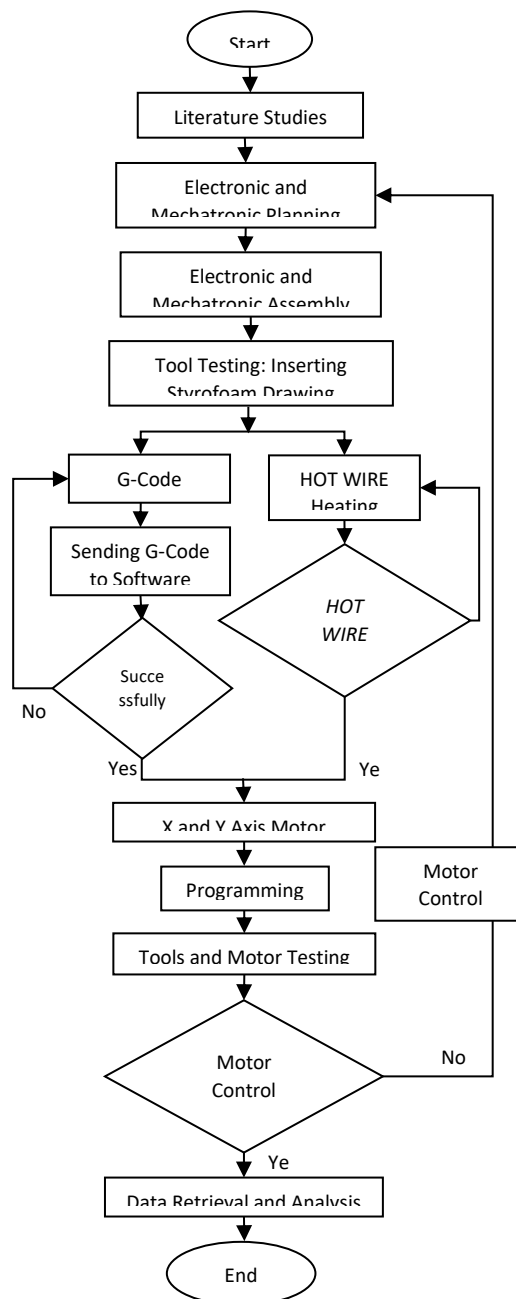 Start
Literature Studies
Electronic and
Mechatronic Planning
Electronic and
Mechatronic Assembly
Tool Testing: Inserting
Styrofoam Drawing
G-Code
HOT WIRE
Heating
Sending G-Code
to Software
HOT
WIRE
Succe
ssfully
No
Yes
Ye
X and Y Axis Motor
Motor
Control
Programming
Tools and Motor Testing
Motor
Control
No
Ye
Data Retrieval and Analysis
End